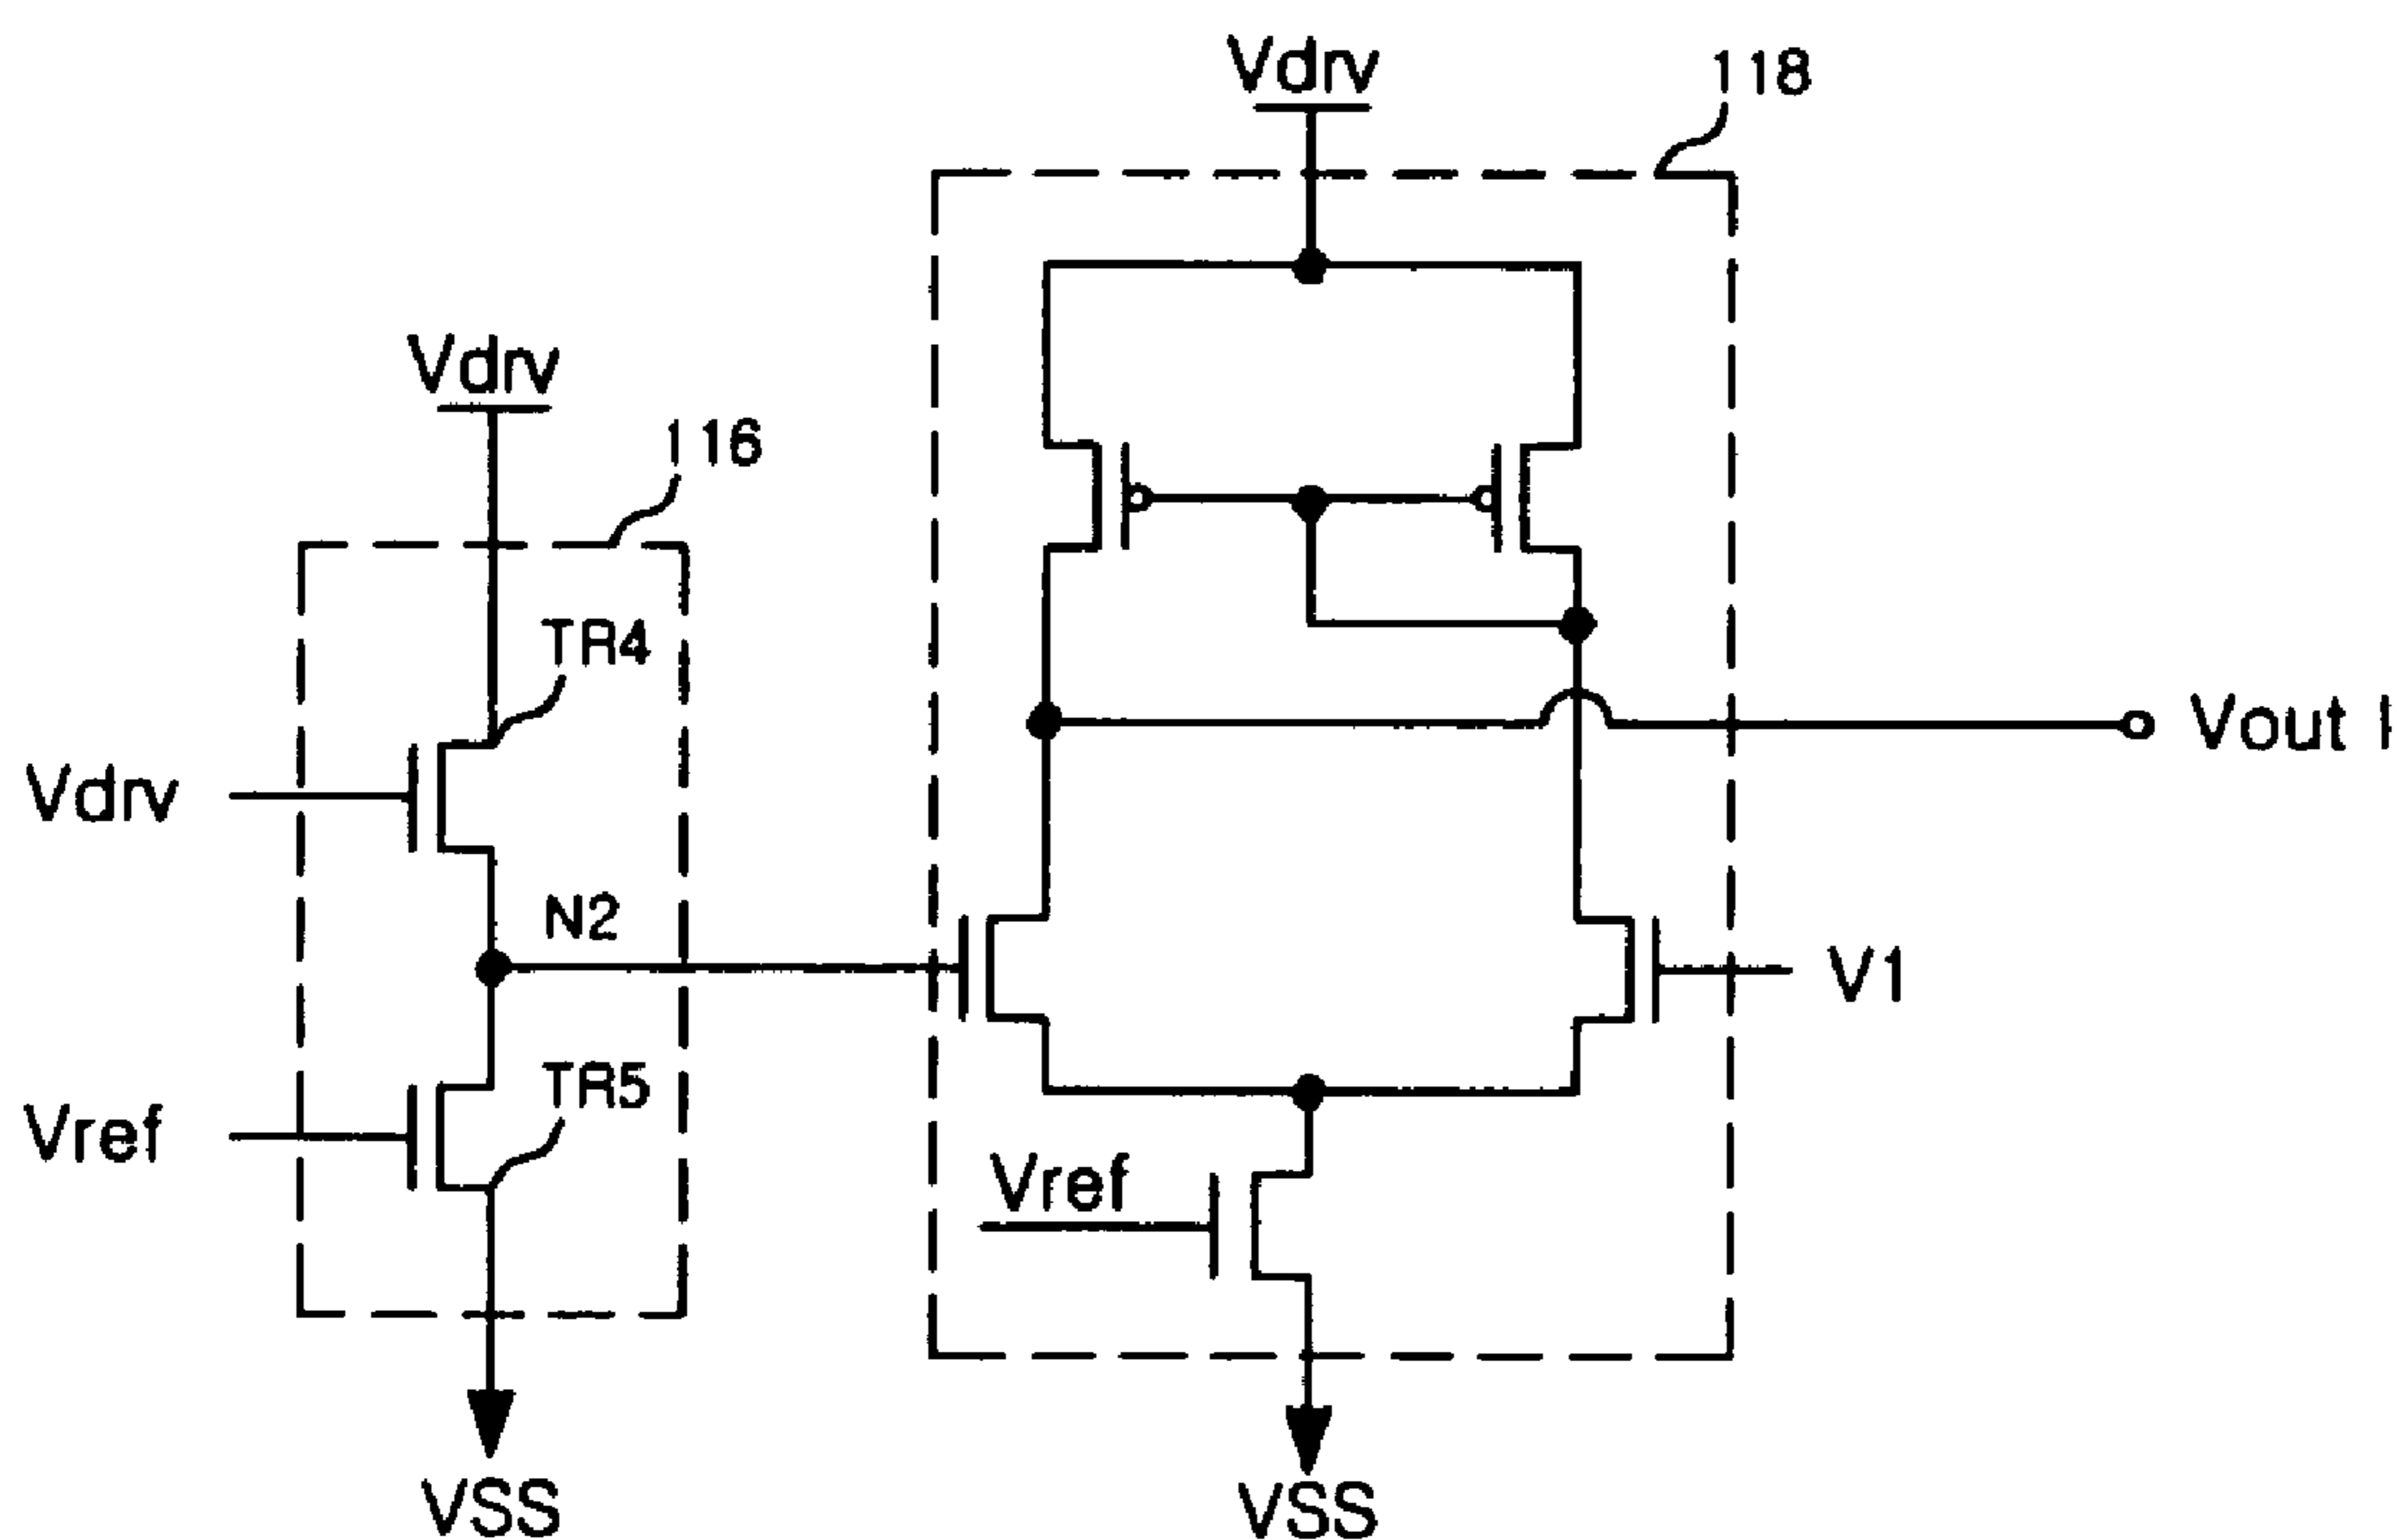 Vdrv
118
Vdrv
116
TR4
Vout I
Vdrv
N2
V1
TR5
Vref
Vref
VSS
VSS